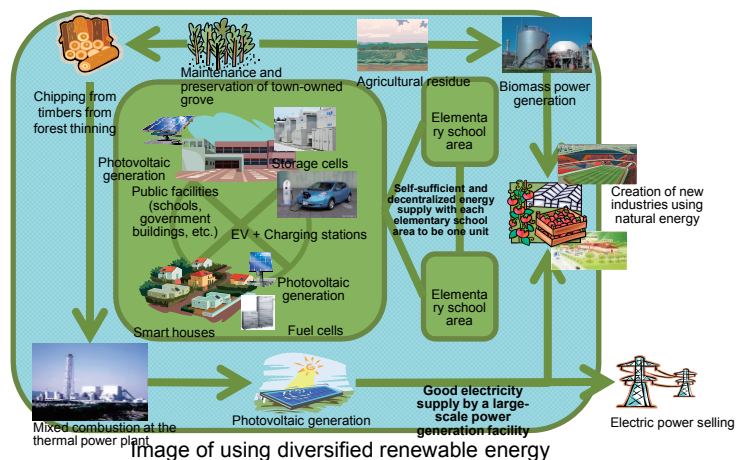 Maintenance and
preservation of town-owned
grove
Agricultural residue
Biomass power
generation
Chipping from
timbers from
forest thinning
Elementa
ry school
area
Photovoltaic
generation
Storage cells
Public facilities
(schools,
government
buildings, etc.)
EV + Charging stations
Self-sufficient and
decentralized energy
supply with each
elementary school
area to be one unit
Creation of new
industries using
natural energy
Photovoltaic
generation
Smart houses
Fuel cells
Elementa
ry school
area
Mixed combustion at the
thermal power plant
Photovoltaic generation
Good electricity
supply by a large-
scale power
generation facility
Electric power selling
Image of using diversified renewable energy